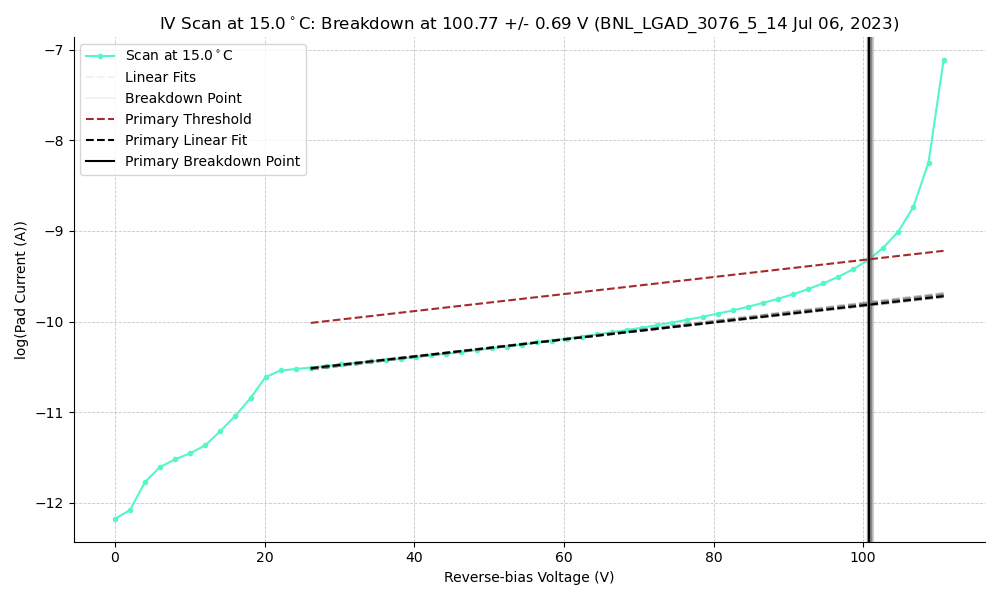 IV Scan at 15.0°C: Breakdown at 100.77 +/- 0.69 V (BNL_LGAD_3076_5_14 Jul 06, 2023)
Scan at 15.0°C
Linear Fits
Breakdown Point
Primary Threshold
Primary Linear Fit
Primary Breakdown Point
log(Pad Current (A))
−7
−8
−9
−10
−11
−12
0 20 40 60 80 100
Reverse-bias Voltage (V)